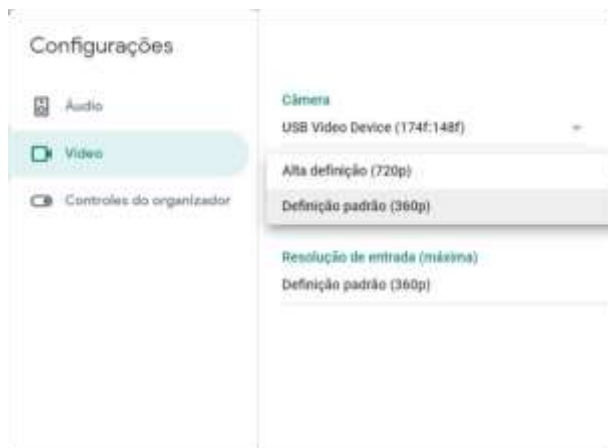 Configurações
Áudio
Vídeo
Controles do organizador
Câmera
USB Video Device (174f:148f)
Alta definição (720p)
Definição padrão (360p)
Resolução de entrada (máxima)
Definição padrão (360p)